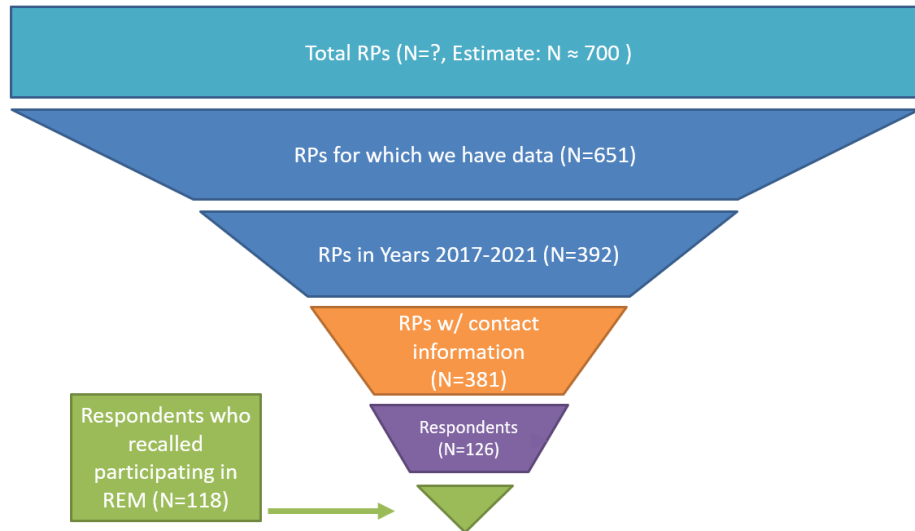 Total RPs (N=?, Estimate: N ≈ 700 )
RPs for which we have data (N=651)
RPs in Years 2017-2021 (N=392)
RPs w/ contact
information
(N=381)
Respondents
(N=126)
Respondents who
recalled
participating in
REM (N=118)